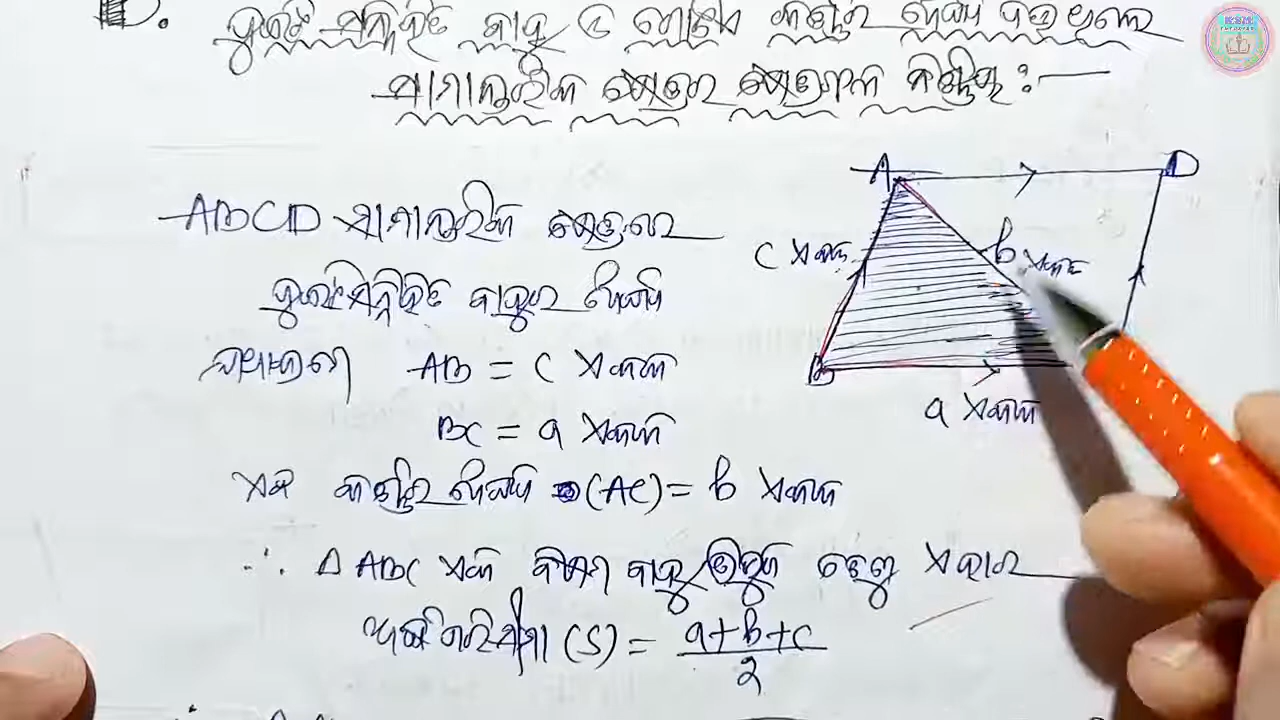 D. ଦୁଇଟି ସନ୍ନିହିତ ବାହୁ ଓ ଗୋଟିଏ କର୍ଣ୍ଣର ଦୈର୍ଘ୍ୟ ଦତ୍ତ ଥିଲେ
ସାମାନ୍ତରିକ କ୍ଷେତ୍ରର କ୍ଷେତ୍ରଫଳ ନିର୍ଣ୍ଣୟ :—
A D
ABCD ସାମାନ୍ତରିକ କ୍ଷେତ୍ରରେ
c ଏକକ b ଏକକ
ଦୁଇଟି ସନ୍ନିହିତ ବାହୁର ଦୈର୍ଘ୍ୟ
ଯଥାକ୍ରମେ AB = c ଏକକ
B
a ଏକକ
BC = a ଏକକ
ଏବଂ କର୍ଣ୍ଣର ଦୈର୍ଘ୍ୟ (AC) = b ଏକକ
∴ Δ ABC ଏକ ବିଷମ ବାହୁ ତ୍ରିଭୁଜ ତେଣୁ ଏହାର
ଅର୍ଦ୍ଧପରିସୀମା (S) = a+b+c / 2